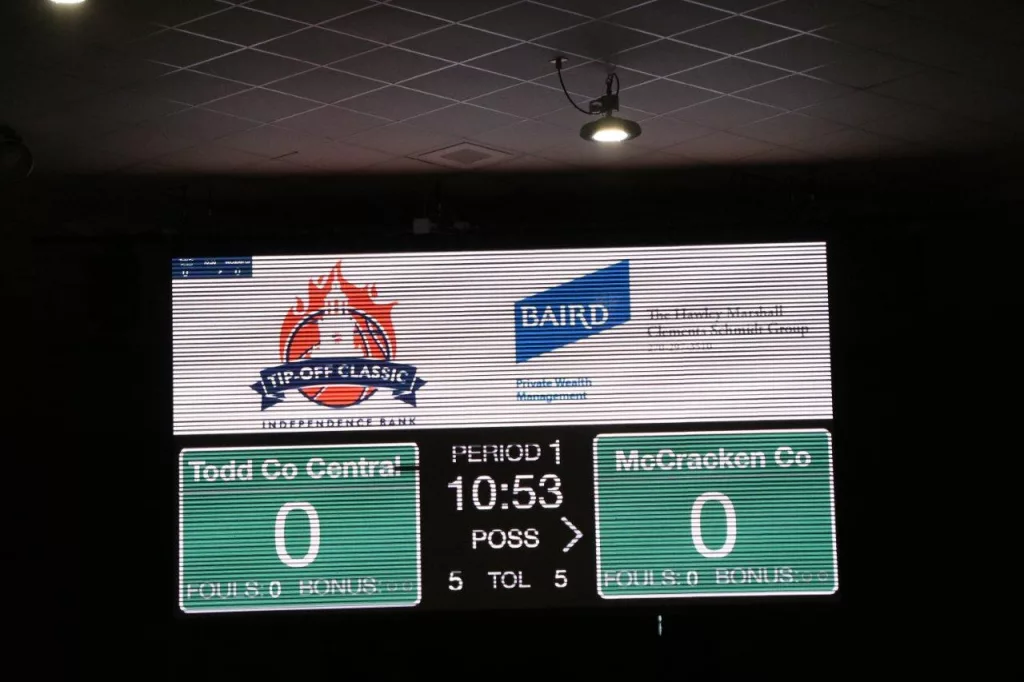 TIP-OFF CLASSIC
INDEPENDENCE BANK
BAIRD
Private Wealth
Management
The Hawley Marshall
Clements Schmidt Group
Todd Co Central
0
FOULS: 0 BONUS:
PERIOD 1
10:53
POSS >
5 TOL 5
McCracken Co
0
FOULS: 0 BONUS: